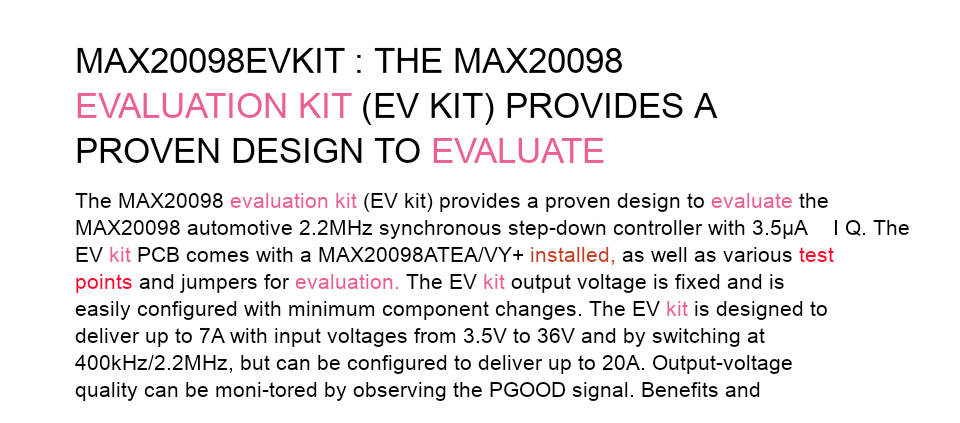 MAX20098EVKIT : THE MAX20098
EVALUATION KIT (EV KIT) PROVIDES A
PROVEN DESIGN TO EVALUATE
The MAX20098 evaluation kit (EV kit) provides a proven design to evaluate the
MAX20098 automotive 2.2MHz synchronous step-down controller with 3.5μA I Q. The
EV kit PCB comes with a MAX20098ATEA/VY+ installed, as well as various test
points and jumpers for evaluation. The EV kit output voltage is fixed and is
easily configured with minimum component changes. The EV kit is designed to
deliver up to 7A with input voltages from 3.5V to 36V and by switching at
400kHz/2.2MHz, but can be configured to deliver up to 20A. Output-voltage
quality can be moni-tored by observing the PGOOD signal. Benefits and